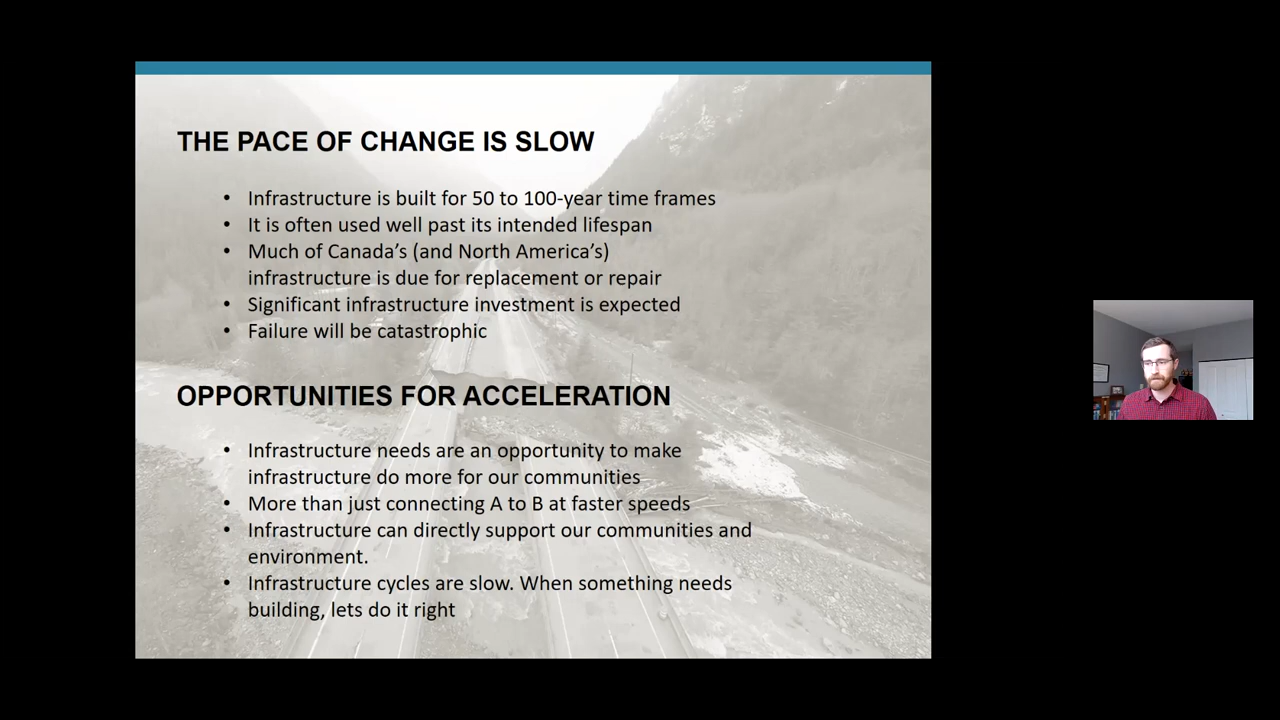 THE PACE OF CHANGE IS SLOW
• Infrastructure is built for 50 to 100-year time frames
• It is often used well past its intended lifespan
• Much of Canada’s (and North America’s)
infrastructure is due for replacement or repair
• Significant infrastructure investment is expected
• Failure will be catastrophic
OPPORTUNITIES FOR ACCELERATION
• Infrastructure needs are an opportunity to make
infrastructure do more for our communities
• More than just connecting A to B at faster speeds
• Infrastructure can directly support our communities and
environment.
• Infrastructure cycles are slow. When something needs
building, lets do it right